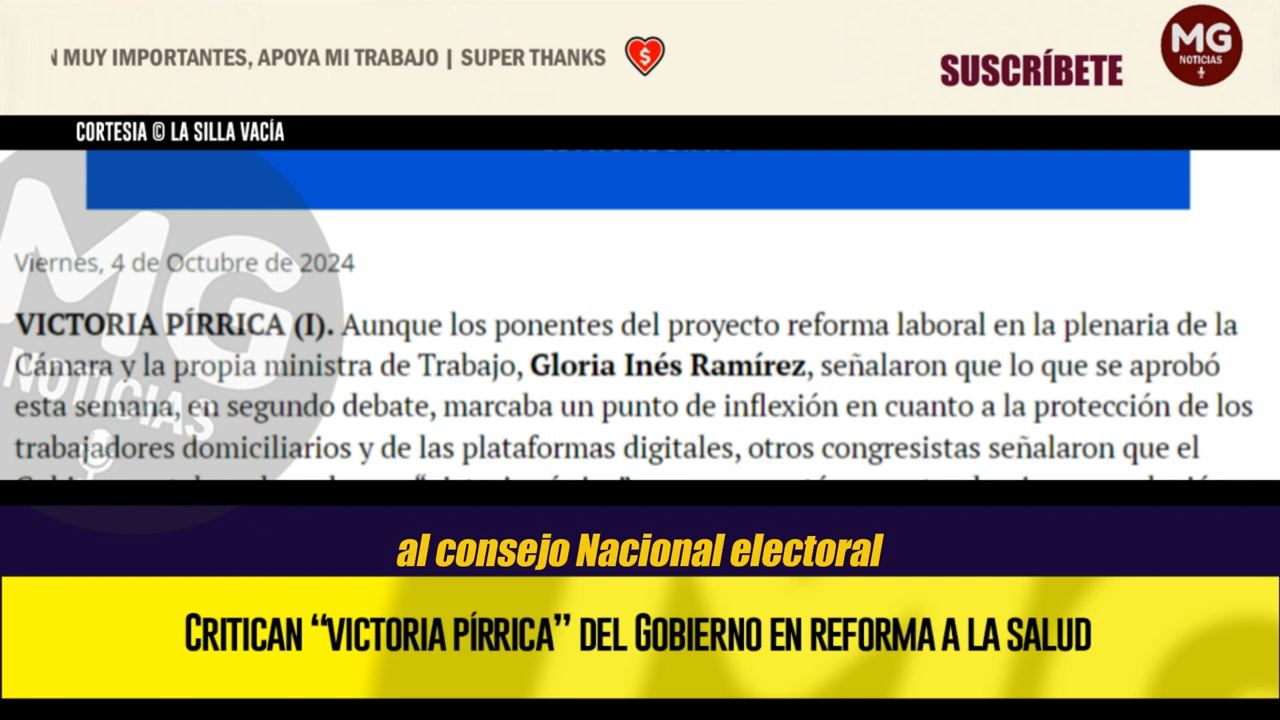 MUY IMPORTANTES, APOYA MI TRABAJO | SUPER THANKS
SUSCRÍBETE
MG
NOTICIAS
CORTESIA © LA SILLA VACÍA
Viernes, 4 de Octubre de 2024
VICTORIA PÍRRICA (I). Aunque los ponentes del proyecto reforma laboral en la plenaria de la
Cámara y la propia ministra de Trabajo, Gloria Inés Ramírez, señalaron que lo que se aprobó
esta semana, en segundo debate, marcaba un punto de inflexión en cuanto a la protección de los
trabajadores domiciliarios y de las plataformas digitales, otros congresistas señalaron que el
MG
NOTICIAS
al consejo Nacional electoral
CRITICAN “VICTORIA PÍRRICA” DEL GOBIERNO EN REFORMA A LA SALUD